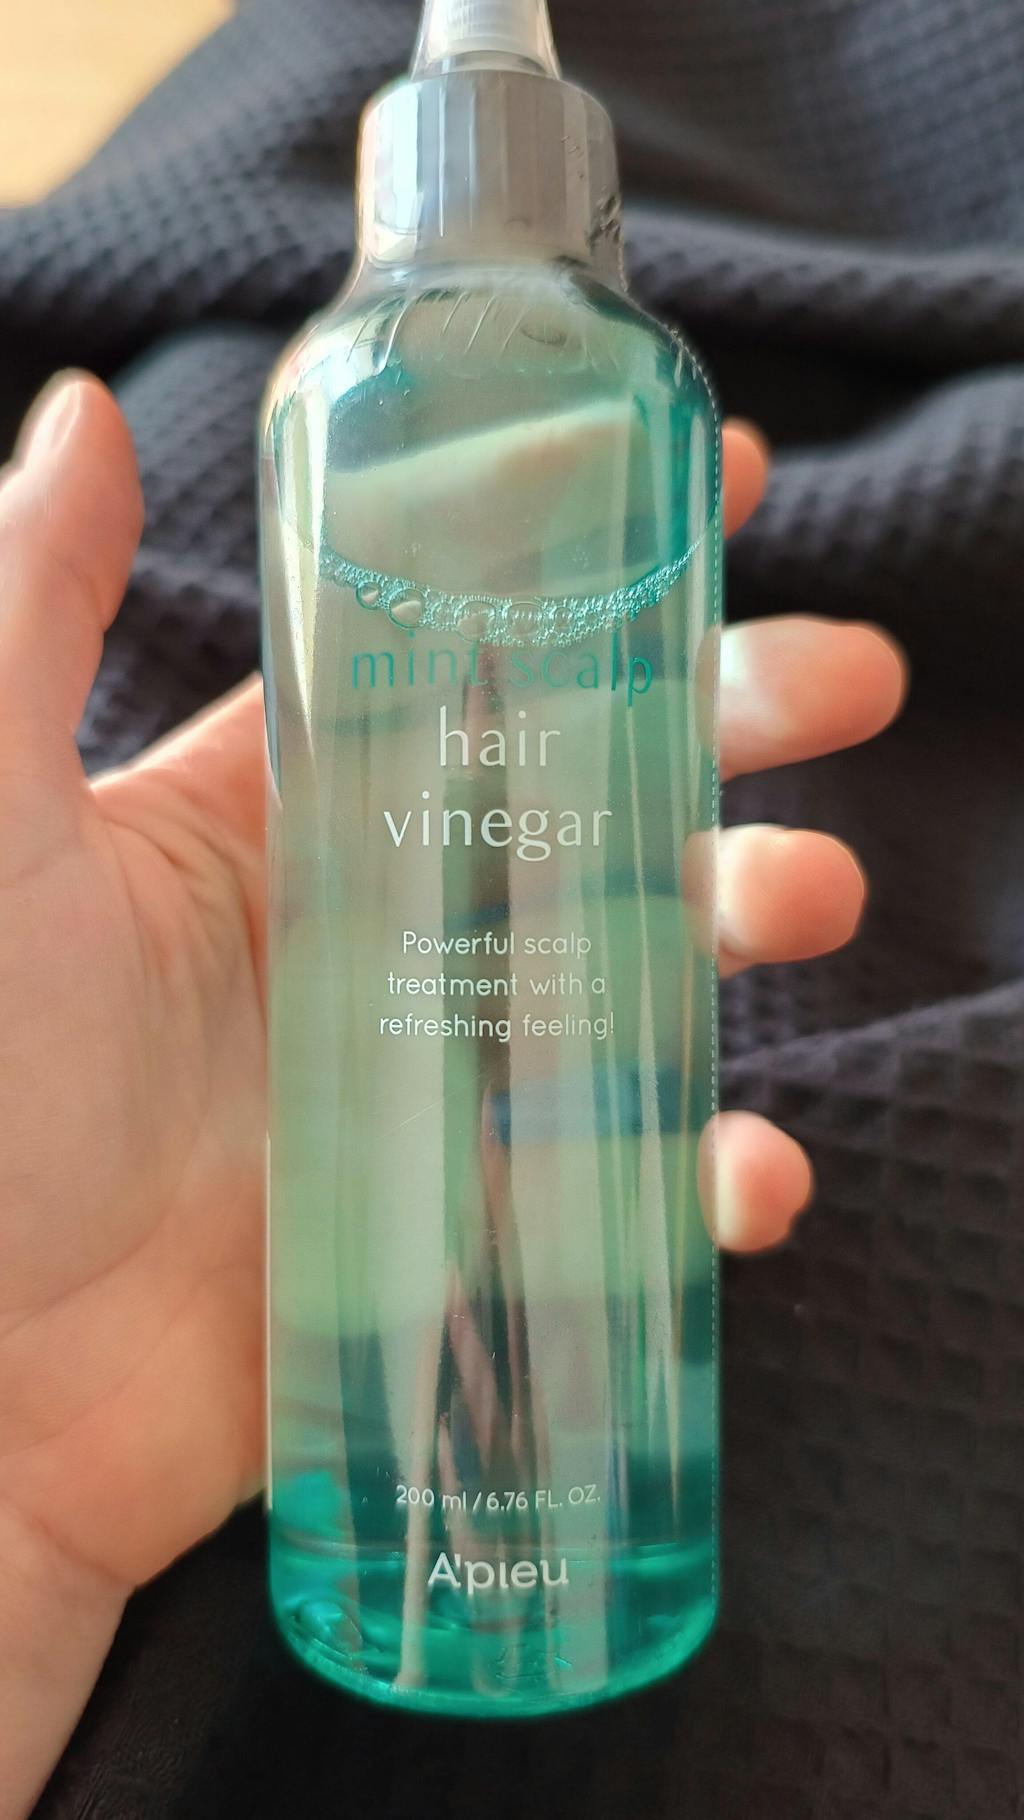 mint scalp
hair
vinegar
Powerful scalp
treatment with a
refreshing feeling!
200 ml / 6.76 FL. OZ.
A'pieu